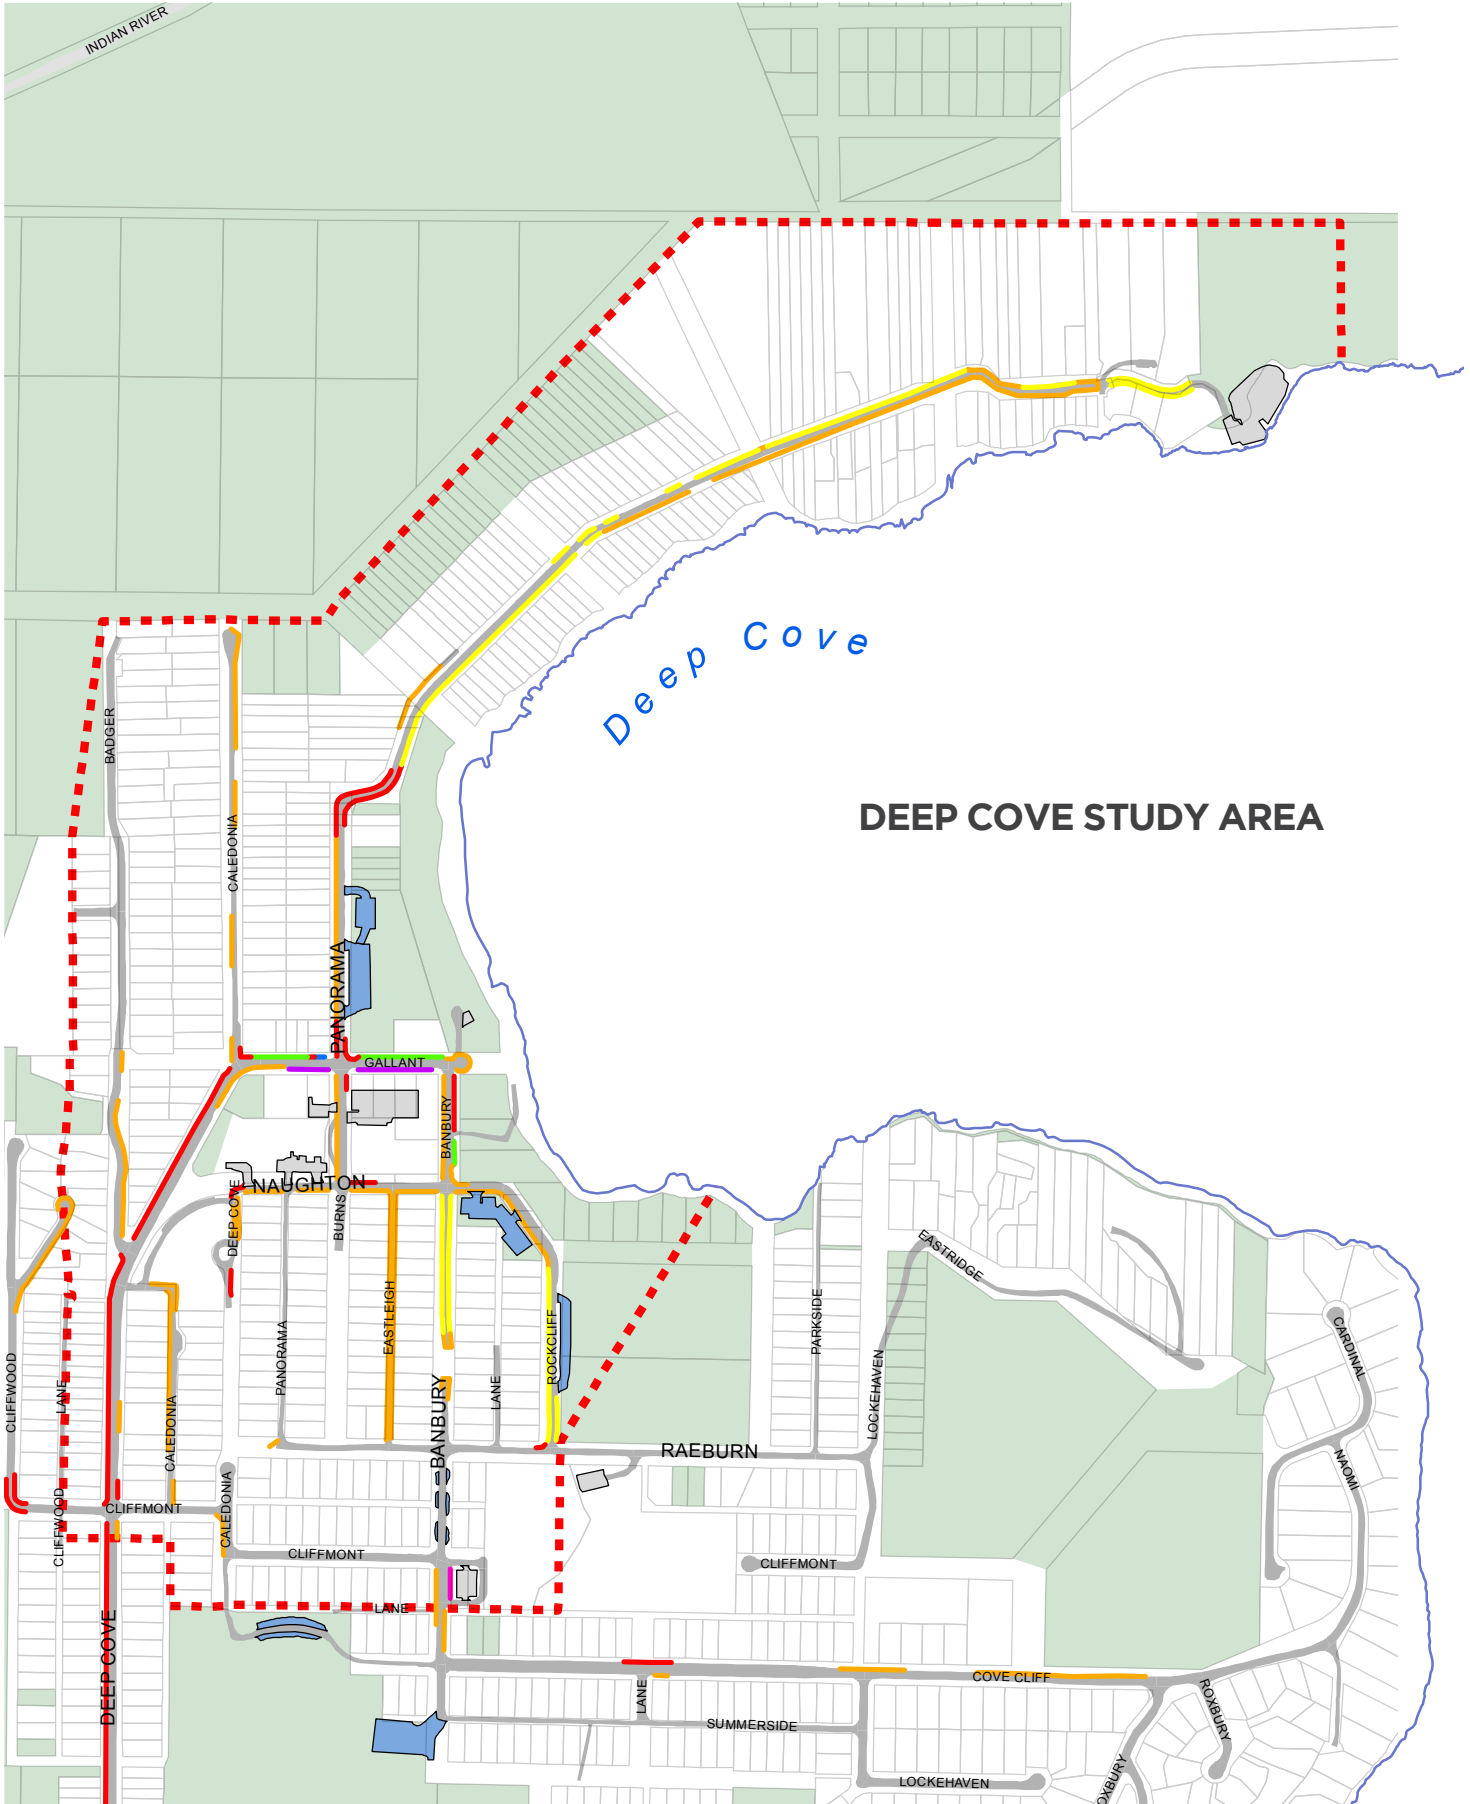 INDIAN RIVER
Deep Cove
DEEP COVE STUDY AREA
BADGER
CALEDONIA
PANORAMA
GALLANT
BANBURY
NAUGHTON
DEEP COVE
BURNS
EASTRIDGE
EASTLEIGH
PARKSIDE
ROCKCLIFF
PANORAMA
CARDINAL
LOCKEHAVEN
CLIFFWOOD
LANE
CALEDONIA
LANE
BANBURY
RAEBURN
NAOMI
CLIFFWOOD
CLIFFMONT
CALEDONIA
CLIFFMONT
CLIFFMONT
LANE
DEEP COVE
COVE CLIFF
LANE
ROXBURY
SUMMERSIDE
LOCKEHAVEN
OXBURY